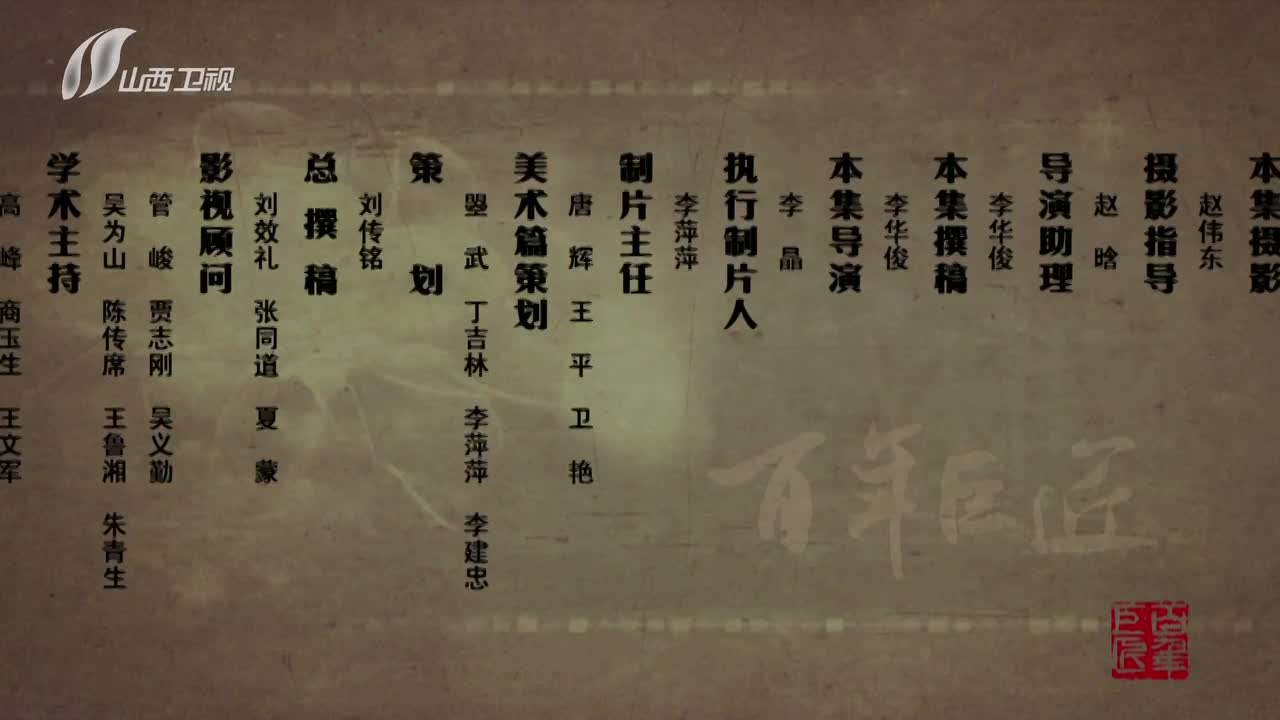 山西卫视
高 峰 商玉生 王文军
学术主持
吴为山 陈传席 王鲁湘 朱青生
管 峻 贾志刚 吴义勤
影视顾问
刘效礼 张同道 夏 蒙
总撰稿
刘传铭
策划
曌 武 丁吉林 李萍萍 李建忠
美术篇策划
唐 辉 王 平 卫 艳
制片主任
李萍萍
执行制片人
李 晶
本集导演
李华俊
本集撰稿
李华俊
导演助理
赵 晗
摄影指导
赵伟东
本集摄影
百年巨匠
百年巨匠